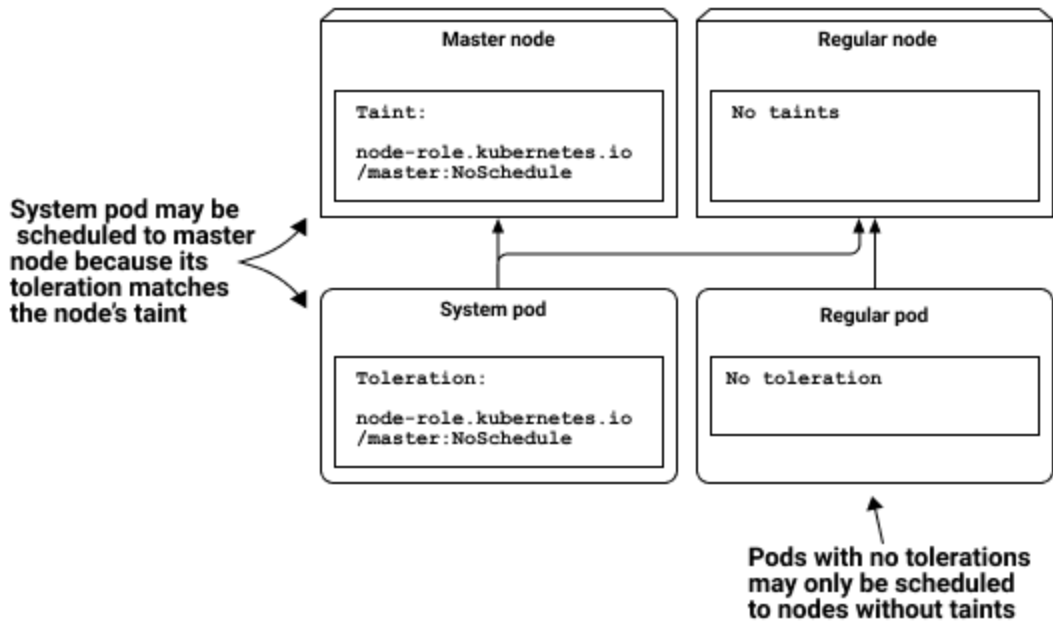 Master node
Taint:
node-role.kubernetes.io
/master:NoSchedule
Regular node
No taints
System pod may be
scheduled to master
node because its
toleration matches
the node's taint
System pod
Toleration:
node-role.kubernetes.io
/master:NoSchedule
Regular pod
No toleration
Pods with no tolerations
may only be scheduled
to nodes without taints